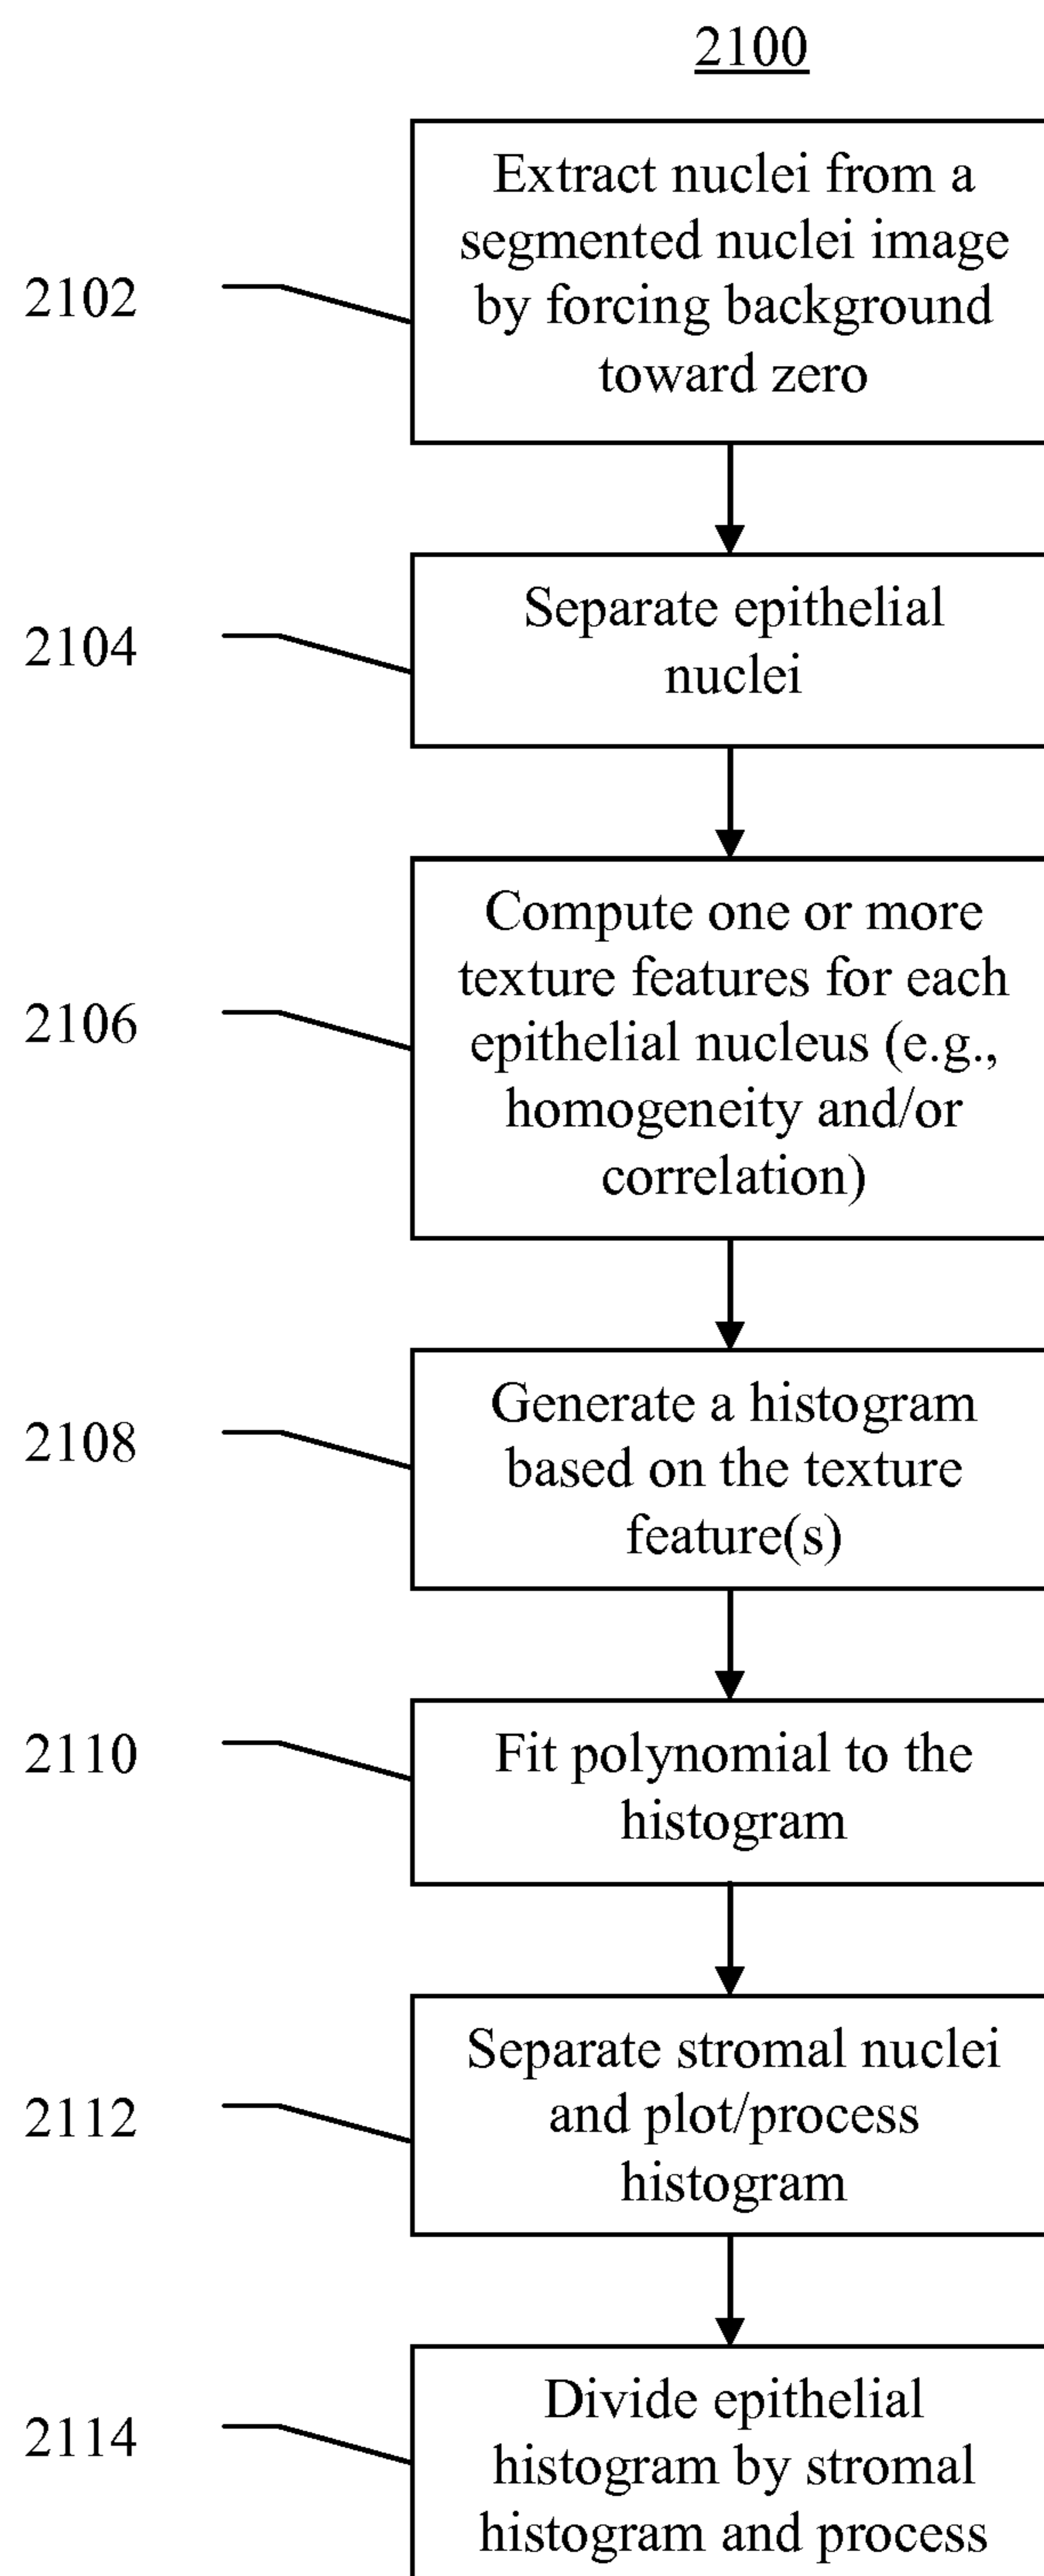 2100
2102
Extract nuclei from a
segmented nuclei image
by forcing background
toward zero
2104
Separate epithelial
nuclei
2106
Compute one or more
texture features for each
epithelial nucleus (e.g.,
homogeneity and/or
correlation)
2108
Generate a histogram
based on the texture
feature(s)
2110
Fit polynomial to the
histogram
2112
Separate stromal nuclei
and plot/process
histogram
2114
Divide epithelial
histogram by stromal
histogram and process